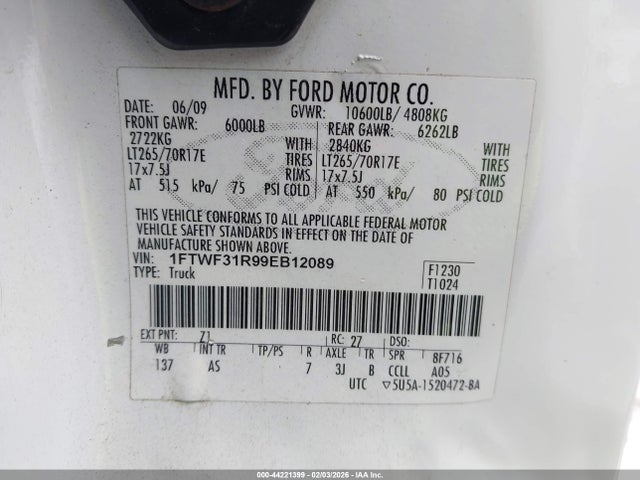 MFD. BY FORD MOTOR CO.
06/09 GVWR: 10600LB/ 4808KG
FRONT GAWR: 6000LB REAR GAWR: 6262LB
2722KG WITH 2840KG WITH
LT265/70R17E TIRES LT265/70R17E TIRES
17x7.5J RIMS 17x7.5J RIMS
AT 515 kPa/ 75 PSI COLD AT 550 kPa/ 80 PSI COLD
THIS VEHICLE CONFORMS TO ALL APPLICABLE FEDERAL MOTOR
VEHICLE SAFETY STANDARDS IN EFFECT ON THE DATE OF
MANUFACTURE SHOWN ABOVE.
VIN: 1FTWF31R99EB12089 F1230
TYPE: Truck T1024
EXT PNT: Z1 RC: 27 DSO:
WB INT TR TP/PS R AXLE TR SPR 8F716
137 AS 7 3J B CCLL A05
UTC ▽5U5A-1520472-BA
000-44221399 - 02/03/2026 - IAAI.CA